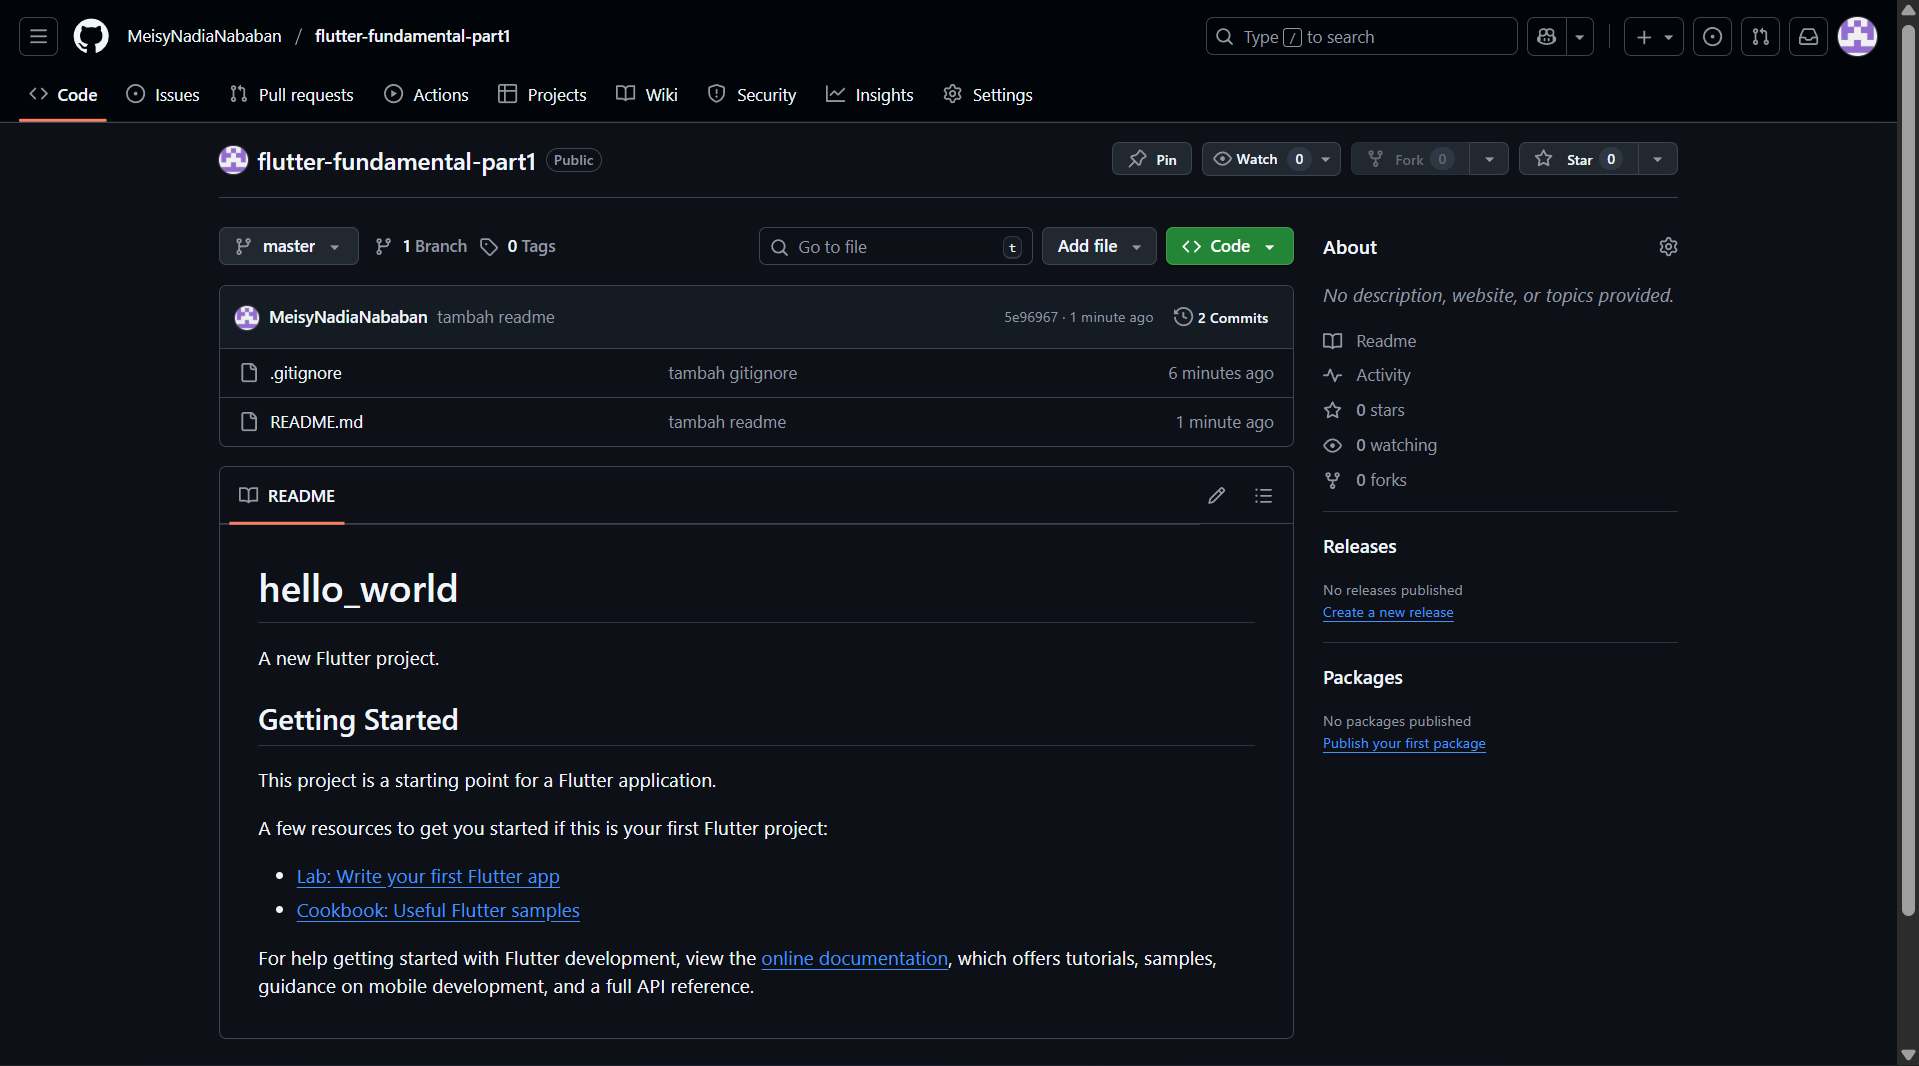 MeisyNadiaNababan / flutter-fundamental-part1
Type / to search
Code Issues Pull requests Actions Projects Wiki Security Insights Settings
flutter-fundamental-part1 Public
Pin Watch 0 Fork 0 Star 0
master 1 Branch 0 Tags Go to file t Add file Code
MeisyNadiaNababan tambah readme 5e96967 · 1 minute ago 2 Commits
.gitignore tambah gitignore 6 minutes ago
README.md tambah readme 1 minute ago
README
hello_world
A new Flutter project.
Getting Started
This project is a starting point for a Flutter application.
A few resources to get you started if this is your first Flutter project:
• Lab: Write your first Flutter app
• Cookbook: Useful Flutter samples
For help getting started with Flutter development, view the online documentation, which offers tutorials, samples,
guidance on mobile development, and a full API reference.
About
No description, website, or topics provided.
Readme
Activity
0 stars
0 watching
0 forks
Releases
No releases published
Create a new release
Packages
No packages published
Publish your first package